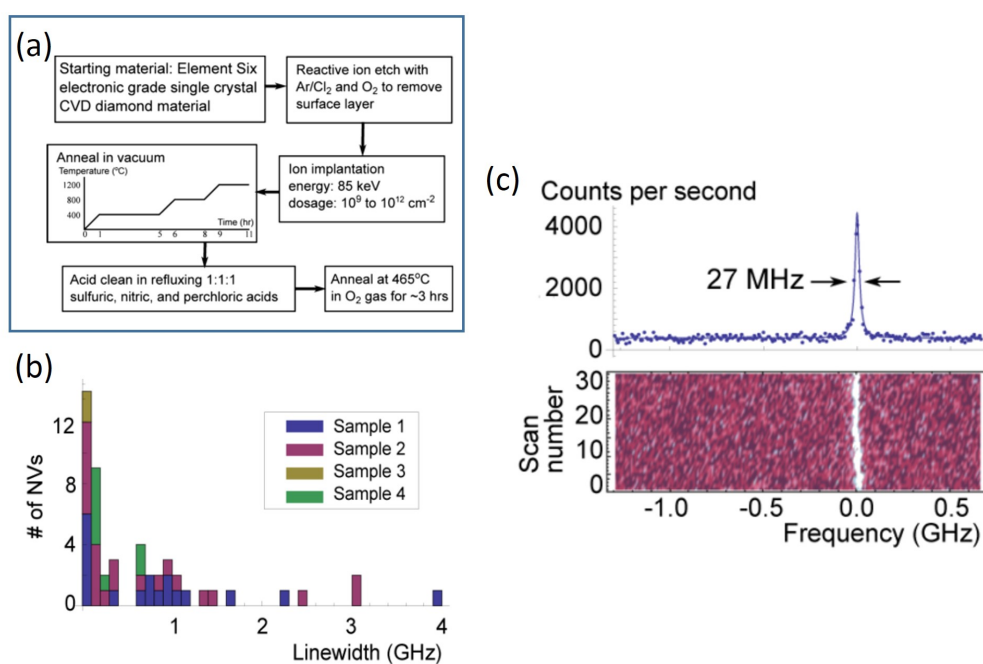 (a)
Starting material: Element Six
electronic grade single crystal
CVD diamond material
Reactive ion etch with
Ar/Cl2 and O2 to remove
surface layer
Anneal in vacuum
Temperature (ºC)
1200
800
400
Time (hr)
0 1 5 6 8 9 11
Ion implantation
energy: 85 keV
dosage: 10⁹ to 10¹² cm⁻²
Acid clean in refluxing 1:1:1
sulfuric, nitric, and perchloric acids
Anneal at 465ºC
in O2 gas for ~3 hrs
(b)
# of NVs
12
8
4
0
1 2 3 4
Linewidth (GHz)
Sample 1
Sample 2
Sample 3
Sample 4
(c)
Counts per second
4000
2000
0
27 MHz
Scan
number
30
20
10
0
-1.0 -0.5 0.0 0.5
Frequency (GHz)